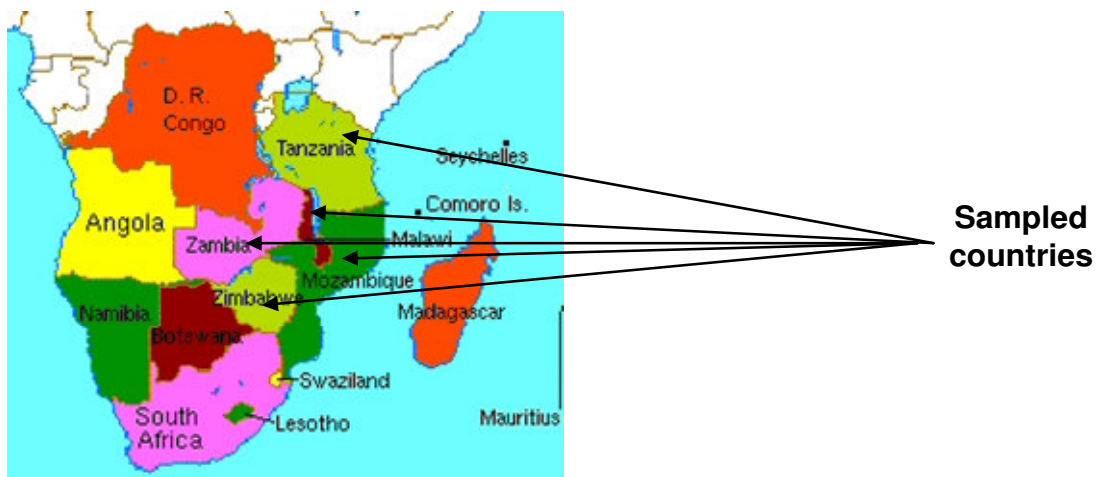 D. R.
Congo
Tanzania
Seychelles
Comoro Is.
Angola
Zambia
Malawi
Mozambique
Zimbabwe
Namibia
Botswana
Madagascar
Swaziland
South
Africa
Lesotho
Mauritius
Sampled
countries